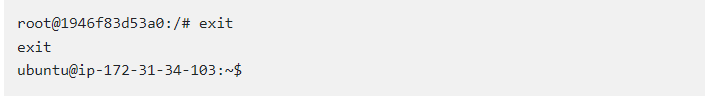 root@1946f83d53a0:/# exit
exit
ubuntu@ip-172-31-34-103:~$